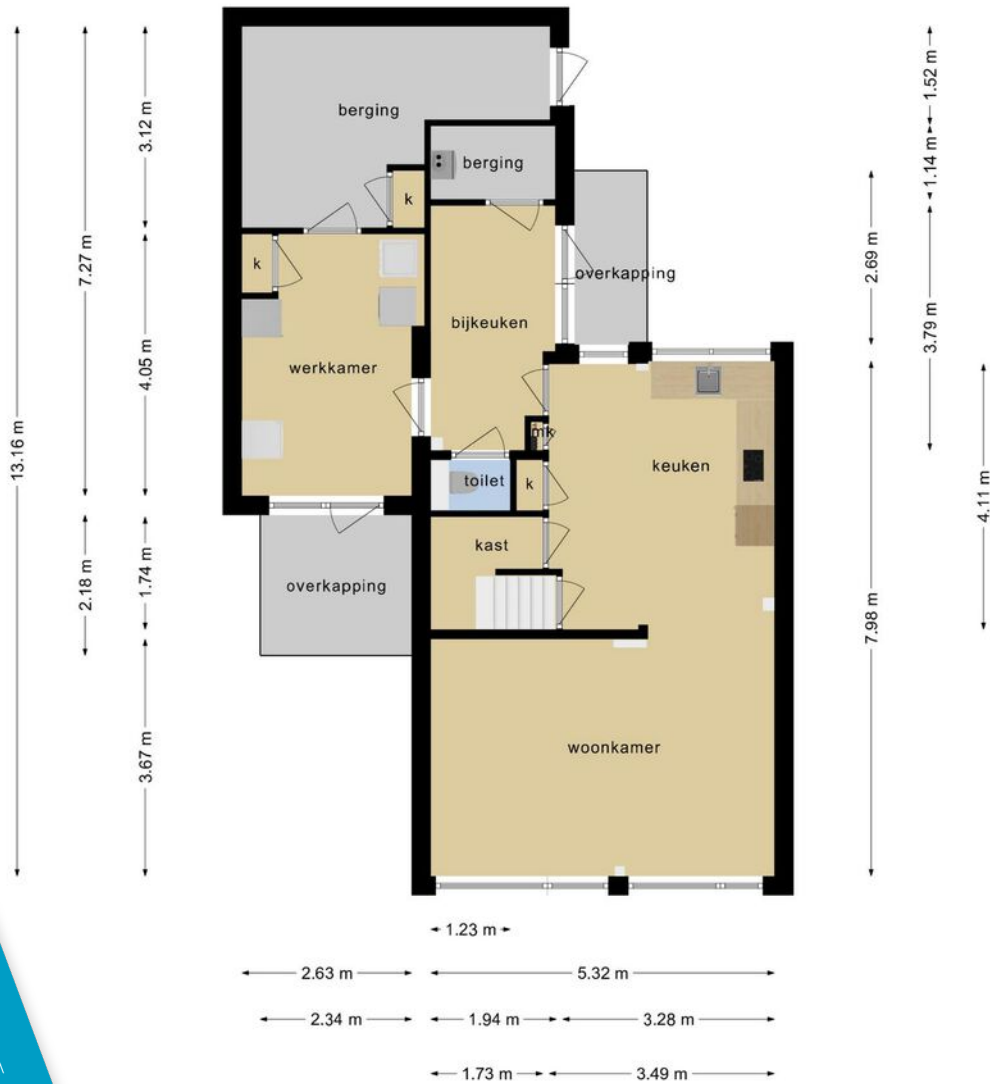 berging
berging
k
k
overkapping
bijkeuken
werkkamer
mk
keuken
toilet
k
kast
overkapping
woonkamer
13.16 m
7.27 m
2.18 m
3.12 m
4.05 m
1.74 m
3.67 m
1.52 m
1.14 m
3.79 m
2.69 m
7.98 m
4.11 m
1.23 m
2.63 m
5.32 m
2.34 m
1.94 m
3.28 m
1.73 m
3.49 m